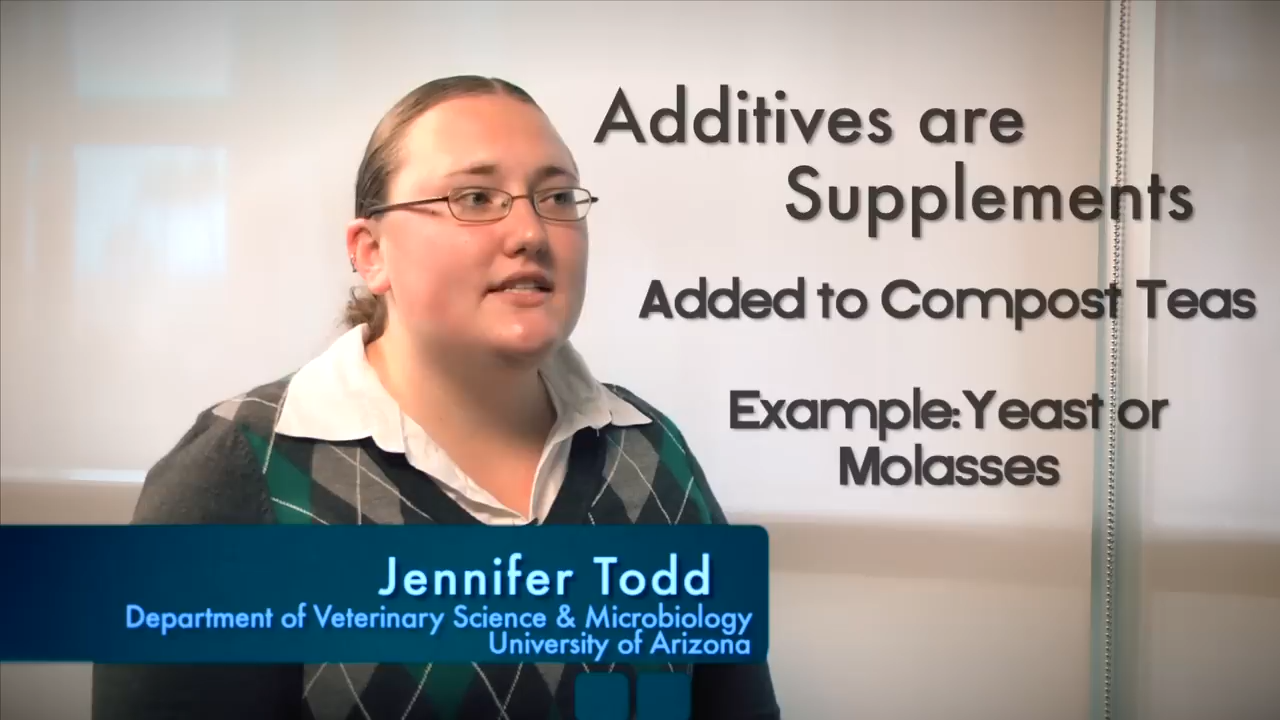 Additives are
Supplements
Added to Compost Teas
Example:Yeast or
Molasses
Jennifer Todd
Department of Veterinary Science & Microbiology
University of Arizona